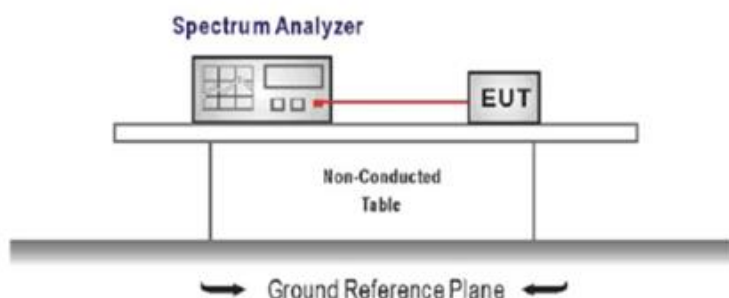 Spectrum Analyzer
EUT
Non-Conducted
Table
Ground Reference Plane